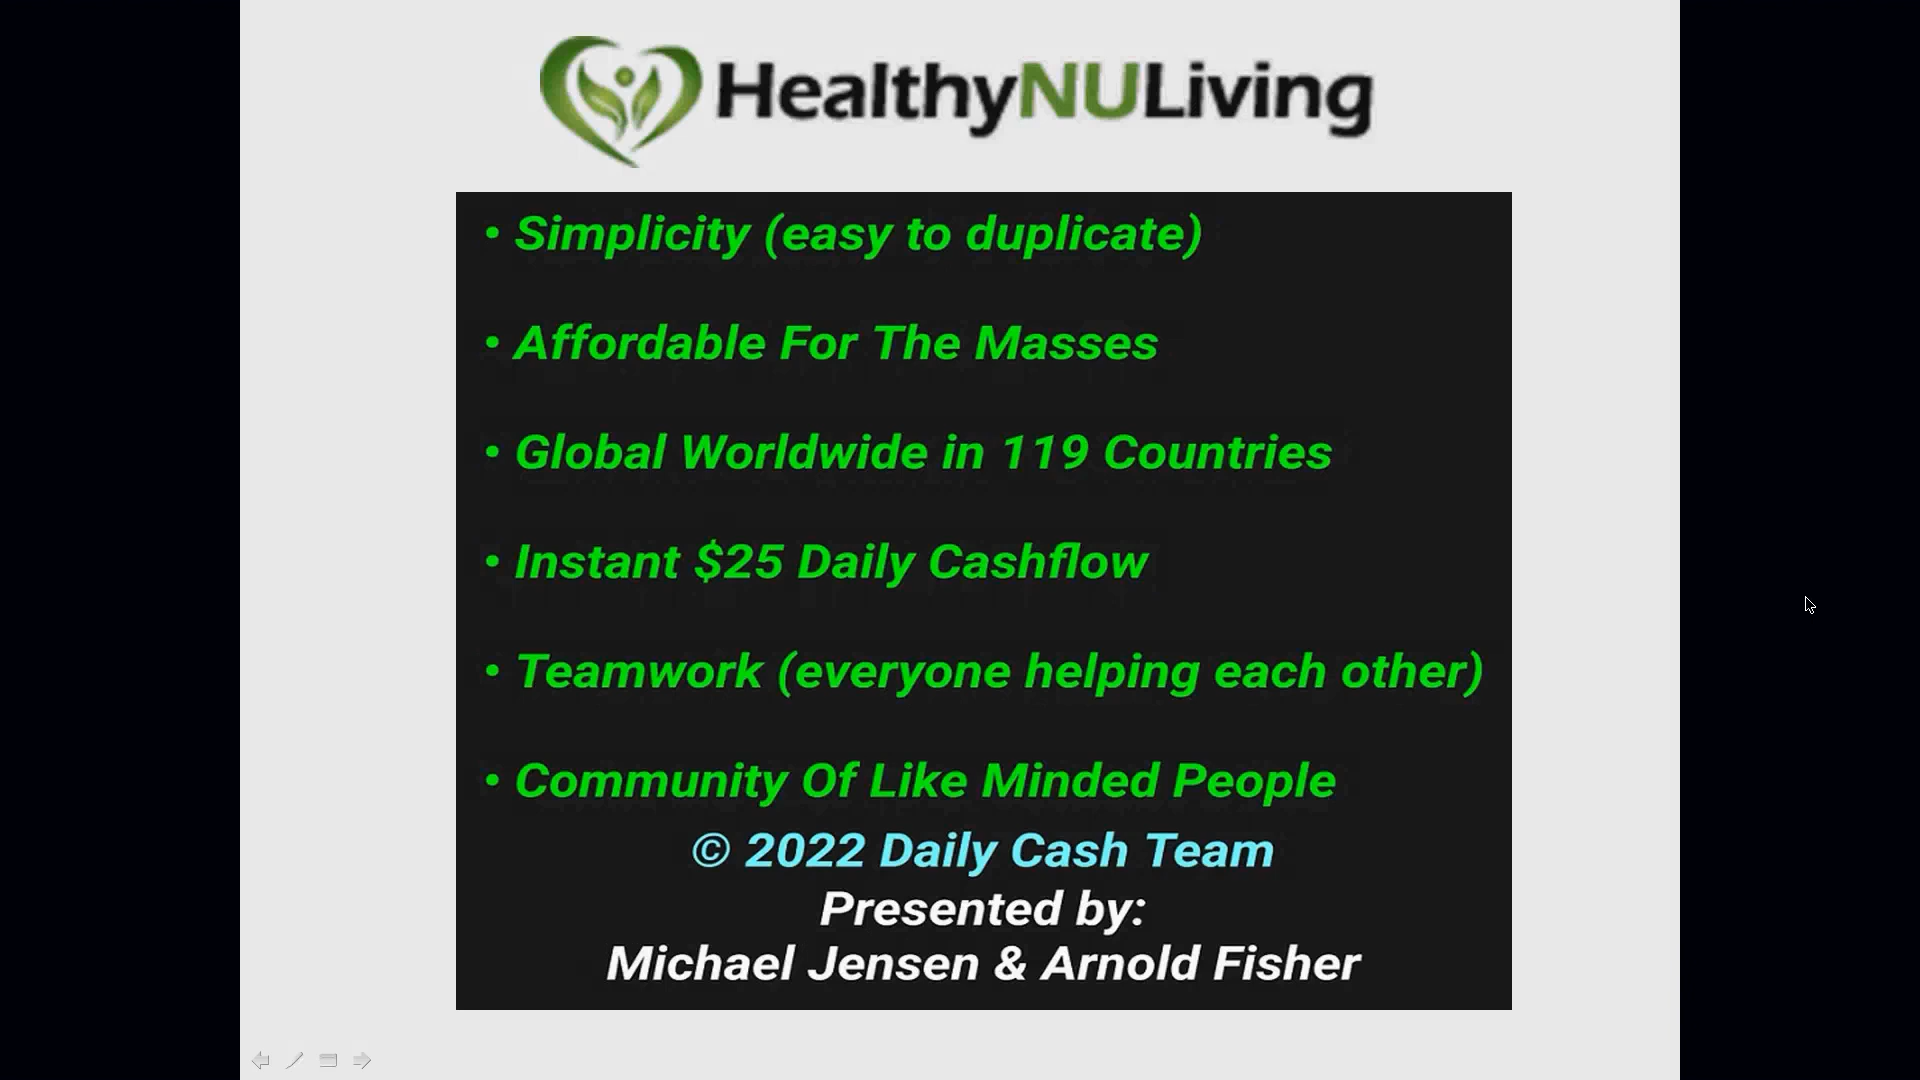 HealthyNULiving
• Simplicity (easy to duplicate)
• Affordable For The Masses
• Global Worldwide in 119 Countries
• Instant $25 Daily Cashflow
• Teamwork (everyone helping each other)
• Community Of Like Minded People
© 2022 Daily Cash Team
Presented by:
Michael Jensen & Arnold Fisher